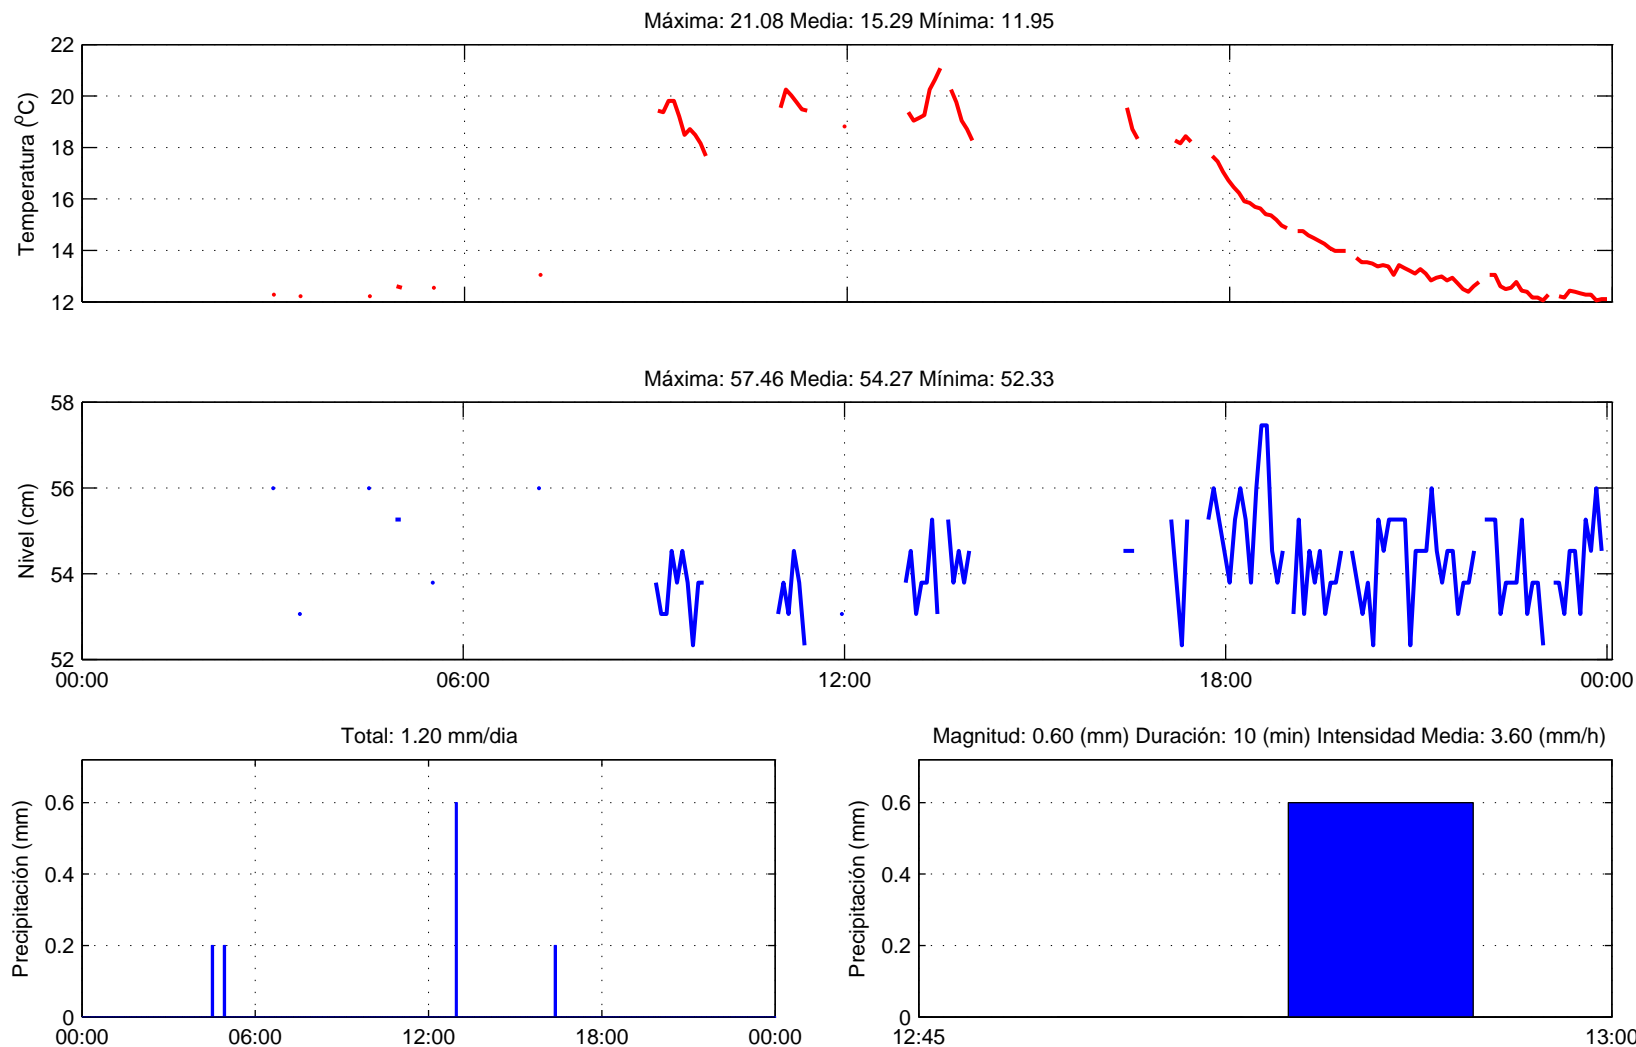 Máxima: 21.08 Media: 15.29 Mínima: 11.95
Temperatura (ºC)
22
20
18
16
14
12
Máxima: 57.46 Media: 54.27 Mínima: 52.33
Nivel (cm)
58
56
54
52
00:00 06:00 12:00 18:00 00:00
Total: 1.20 mm/dia
Precipitación (mm)
0.6
0.4
0.2
0
00:00 06:00 12:00 18:00 00:00
Magnitud: 0.60 (mm) Duración: 10 (min) Intensidad Media: 3.60 (mm/h)
Precipitación (mm)
0.6
0.4
0.2
0
12:45 13:00